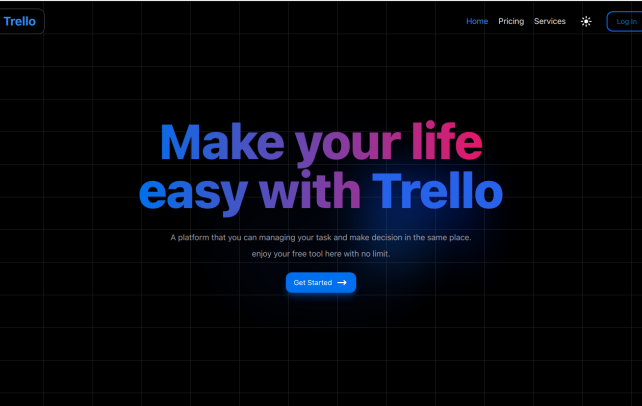 Trello
Home Pricing Services Log In
Make your life
easy with Trello
A platform that you can managing your task and make decision in the same place.
enjoy your free tool here with no limit.
Get Started